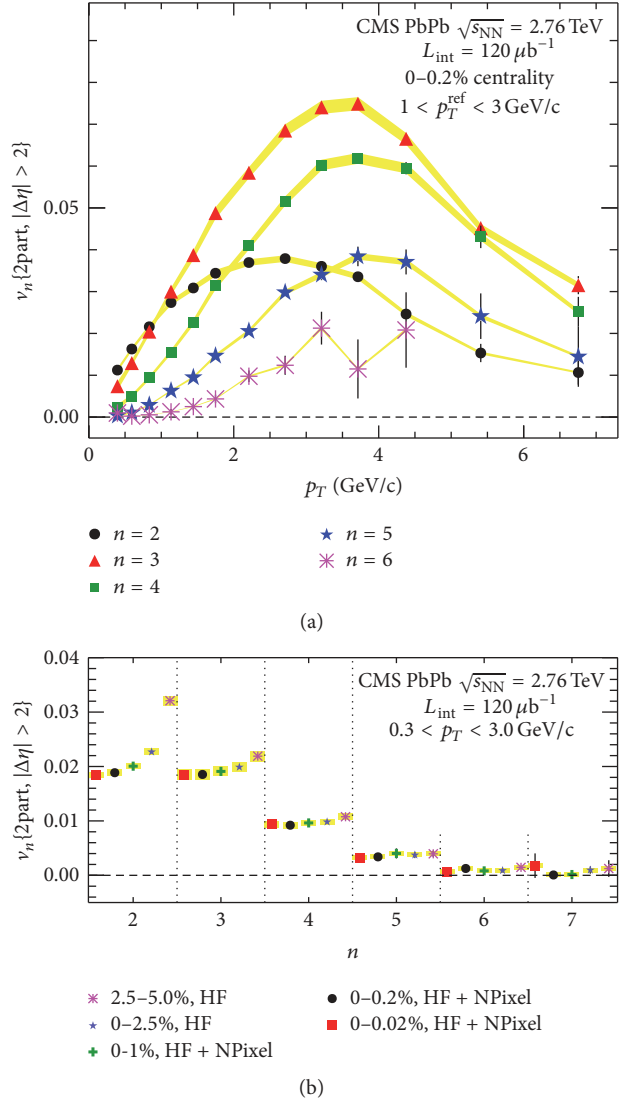 CMS PbPb √sNN = 2.76 TeV
Lint = 120 μb−1
0–0.2% centrality
1 < pTref < 3 GeV/c
νn{2part, |Δη| > 2}
0.05
0.00
0 2 4 6
pT (GeV/c)
n = 2 n = 5
n = 3 n = 6
n = 4
(a)
CMS PbPb √sNN = 2.76 TeV
Lint = 120 μb−1
0.3 < pT < 3.0 GeV/c
νn{2part, |Δη| > 2}
0.04
0.03
0.02
0.01
0.00
2 3 4 5 6 7
n
2.5–5.0%, HF 0–0.2%, HF + NPixel
0–2.5%, HF 0–0.02%, HF + NPixel
0-1%, HF + NPixel
(b)